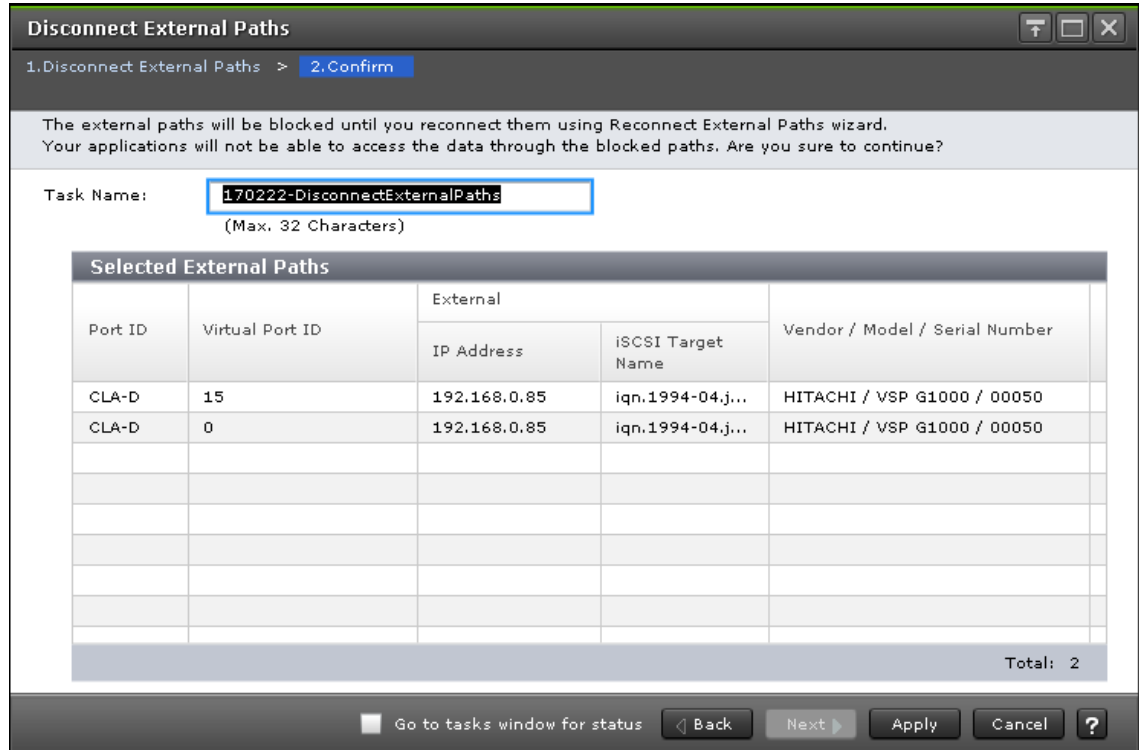 Disconnect External Paths
1.Disconnect External Paths > 2.Confirm
The external paths will be blocked until you reconnect them using Reconnect External Paths wizard.
Your applications will not be able to access the data through the blocked paths. Are you sure to continue?
Task Name: 170222-DisconnectExternalPaths
(Max. 32 Characters)
Selected External Paths
Port ID Virtual Port ID External Vendor / Model / Serial Number
IP Address iSCSI Target
Name
CLA-D 15 192.168.0.85 iqn.1994-04.j... HITACHI / VSP G1000 / 00050
CLA-D 0 192.168.0.85 iqn.1994-04.j... HITACHI / VSP G1000 / 00050
Total: 2
Go to tasks window for status Back Next Apply Cancel ?